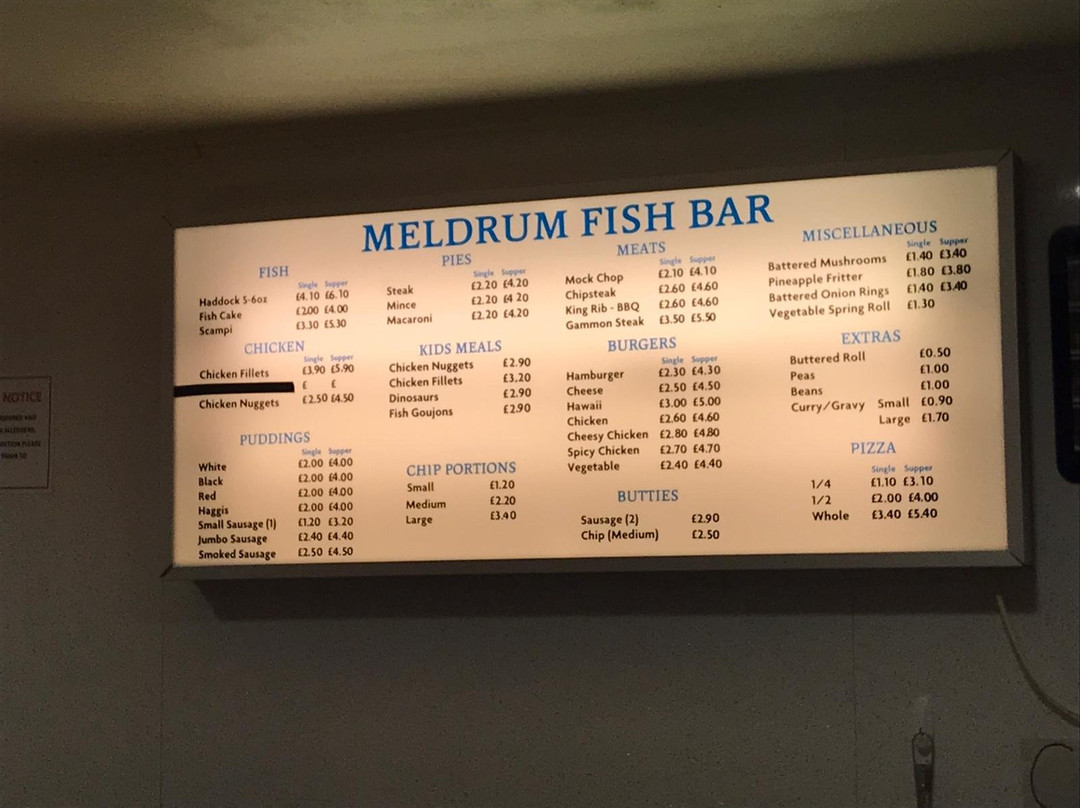 MELDRUM FISH BAR
FISH
Single Supper
Haddock 5-6oz £4.10 £6.10
Fish Cake £2.00 £4.00
Scampi £3.30 £5.30
CHICKEN
Single Supper
Chicken Fillets £3.90 £5.90
£ £
Chicken Nuggets £2.50 £4.50
PUDDINGS
Single Supper
White £2.00 £4.00
Black £2.00 £4.00
Red £2.00 £4.00
Haggis £2.00 £4.00
Small Sausage (1) £1.20 £3.20
Jumbo Sausage £2.40 £4.40
Smoked Sausage £2.50 £4.50
PIES
Single Supper
Steak £2.20 £4.20
Mince £2.20 £4.20
Macaroni £2.20 £4.20
KIDS MEALS
Chicken Nuggets £2.90
Chicken Fillets £3.20
Dinosaurs £2.90
Fish Goujons £2.90
CHIP PORTIONS
Small £1.20
Medium £2.20
Large £3.40
MEATS
Single Supper
Mock Chop £2.10 £4.10
Chipsteak £2.60 £4.60
King Rib - BBQ £2.60 £4.60
Gammon Steak £3.50 £5.50
BURGERS
Single Supper
Hamburger £2.30 £4.30
Cheese £2.50 £4.50
Hawaii £3.00 £5.00
Chicken £2.60 £4.60
Cheesy Chicken £2.80 £4.80
Spicy Chicken £2.70 £4.70
Vegetable £2.40 £4.40
BUTTIES
Sausage (2) £2.90
Chip (Medium) £2.50
MISCELLANEOUS
Single Supper
Battered Mushrooms £1.40 £3.40
Pineapple Fritter £1.80 £3.80
Battered Onion Rings £1.40 £3.40
Vegetable Spring Roll £1.30
EXTRAS
Buttered Roll £0.50
Peas £1.00
Beans £1.00
Curry/Gravy Small £0.90
Large £1.70
PIZZA
Single Supper
1/4 £1.10 £3.10
1/2 £2.00 £4.00
Whole £3.40 £5.40
NOTICE